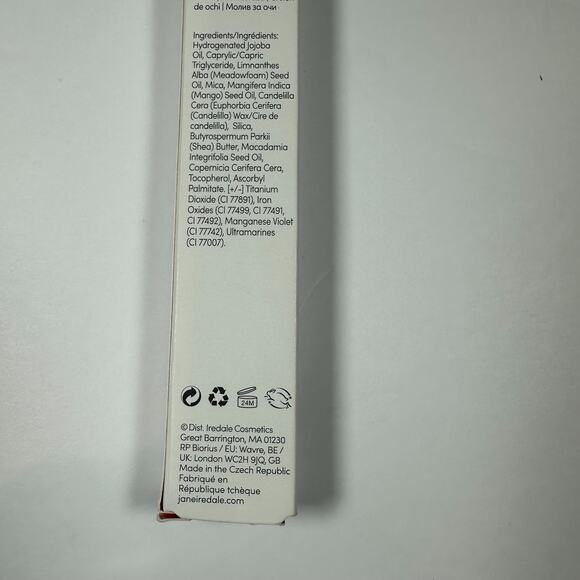 de ochi | Молив за очи
Ingredients/Ingrédients:
Hydrogenated Jojoba
Oil, Caprylic/Capric
Triglyceride, Limnanthes
Alba (Meadowfoam) Seed
Oil, Mica, Mangifera Indica
(Mango) Seed Oil, Candelilla
Cera (Euphorbia Cerifera
(Candelilla) Wax/Cire de
candelilla), Silica,
Butyrospermum Parkii
(Shea) Butter, Macadamia
Integrifolia Seed Oil,
Copernicia Cerifera Cera,
Tocopherol, Ascorbyl
Palmitate. [+/-] Titanium
Dioxide (CI 77891), Iron
Oxides (CI 77499, CI 77491,
CI 77492), Manganese Violet
(CI 77742), Ultramarines
(CI 77007).
24M
© Dist. Iredale Cosmetics
Great Barrington, MA 01230
RP Biorius / EU: Wavre, BE /
UK: London WC2H 9JQ, GB
Made in the Czech Republic
Fabriqué en
République tchèque
janeiredale.com